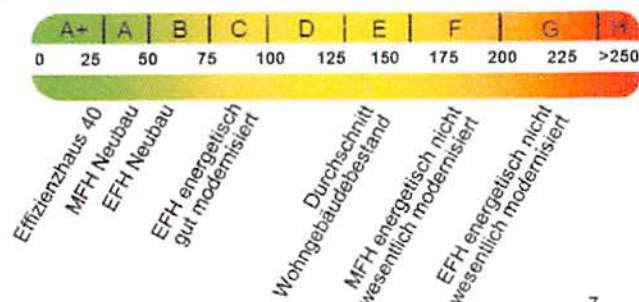 A+ A B C D E F G H
0 25 50 75 100 125 150 175 200 225 >250
Effizienzhaus 40
MFH Neubau
EFH Neubau
EFH energetisch
gut modernisiert
Durchschnitt
Wohngebäudebestand
MFH energetisch nicht
wesentlich modernisiert
EFH energetisch nicht
wesentlich modernisiert
7